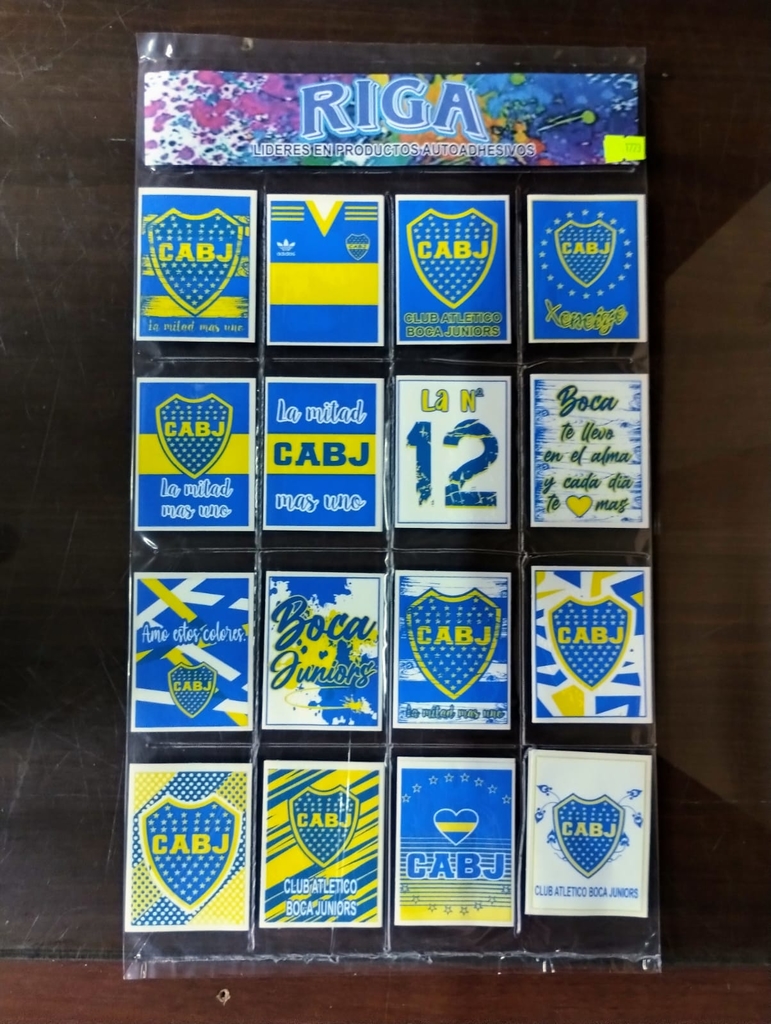 RIGA
LIDERES EN PRODUCTOS AUTOADHESIVOS
1773
CABJ
La mitad mas uno
adidas
CABJ
CABJ
CLUB ATLETICO
BOCA JUNIORS
CABJ
Xeneize
CABJ
La mitad
mas uno
La mitad
CABJ
mas uno
La Nº
12
Boca
te llevo
en el alma
y cada día
te mas
Amo estos colores.
CABJ
Boca
Juniors
CABJ
La mitad mas uno
CABJ
CABJ
CABJ
CLUB ATLETICO
BOCA JUNIORS
CABJ
CABJ
CLUB ATLETICO BOCA JUNIORS